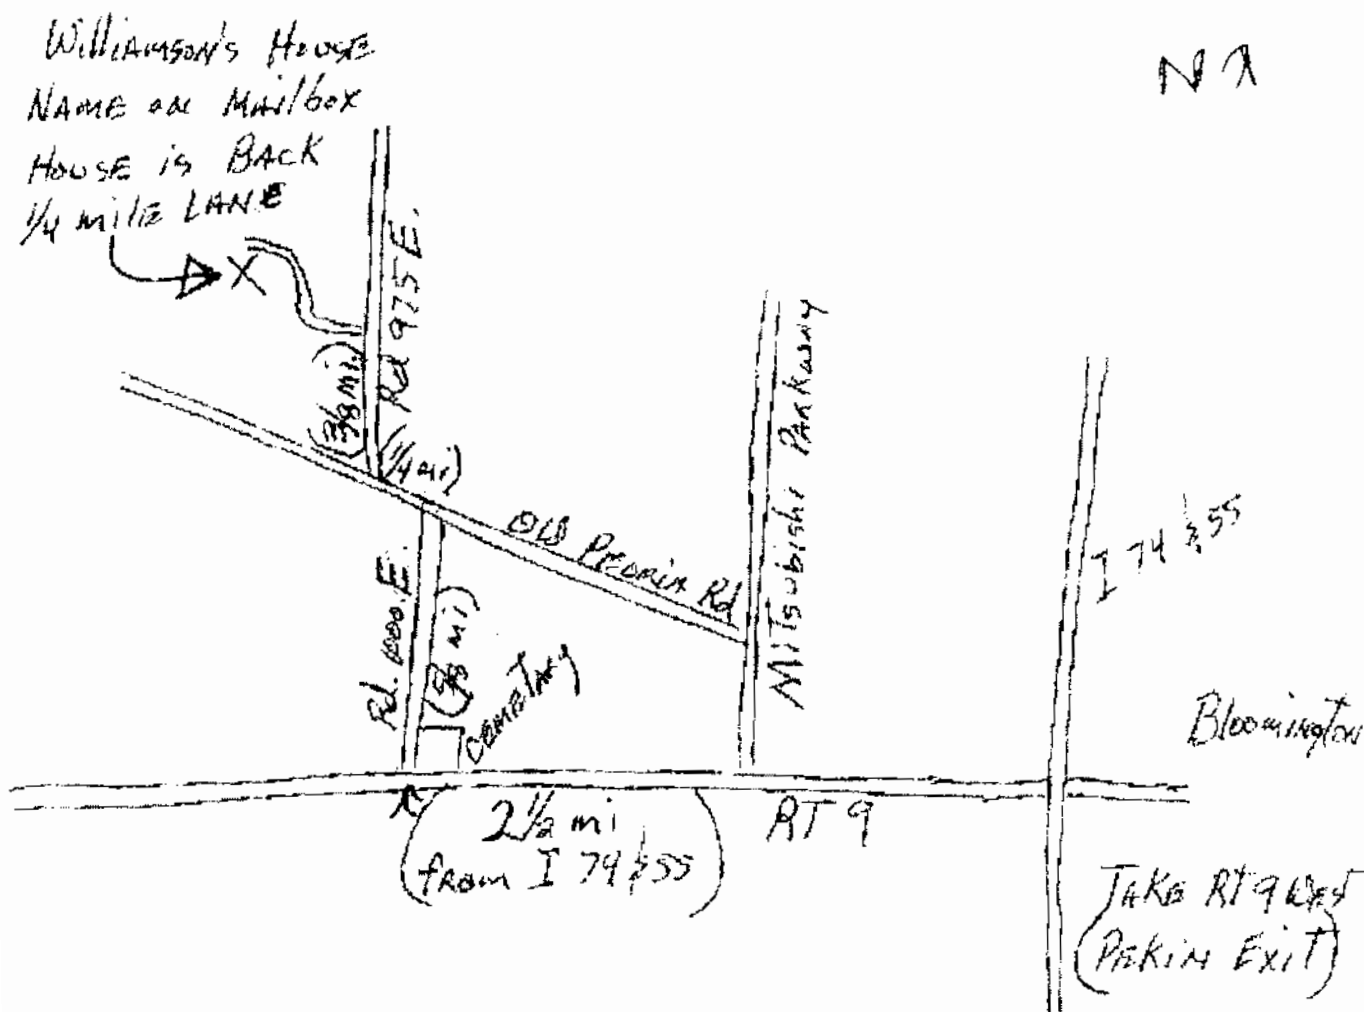 Williamson's House
Name on Mailbox
House is Back
1/4 mile Lane
N
Rd 975 E.
(3/8 mi.)
(1/4 mi)
Old Peoria Rd
Mitsubishi Parkway
I 74 & 55
Rd. 1000. E.
(3/8 mi)
Cemetary
Bloomington
RT 9
(2 1/2 mi
from I 74 & 55)
Take RT 9 West
(Pekin Exit)